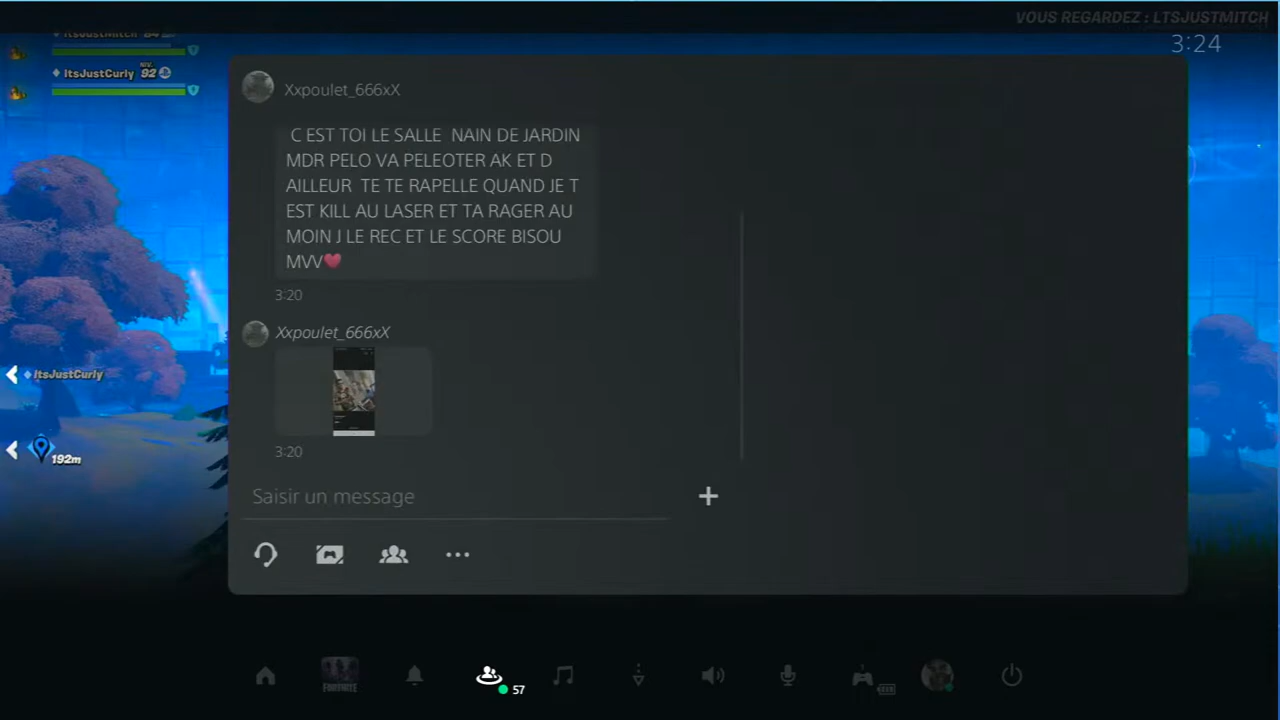 VOUS REGARDEZ : LTSJUSTMITCH
3:24
ItsJustMitch
ItsJustCurly 92
Xxpoulet_666xX
C EST TOI LE SALLE NAIN DE JARDIN
MDR PELO VA PELEOTER AK ET D
AILLEUR TE TE RAPELLE QUAND JE T
EST KILL AU LASER ET TA RAGER AU
MOIN J LE REC ET LE SCORE BISOU
MVV❤
3:20
Xxpoulet_666xX
ItsJustCurly
192m
3:20
Saisir un message
+
FORTNITE
57